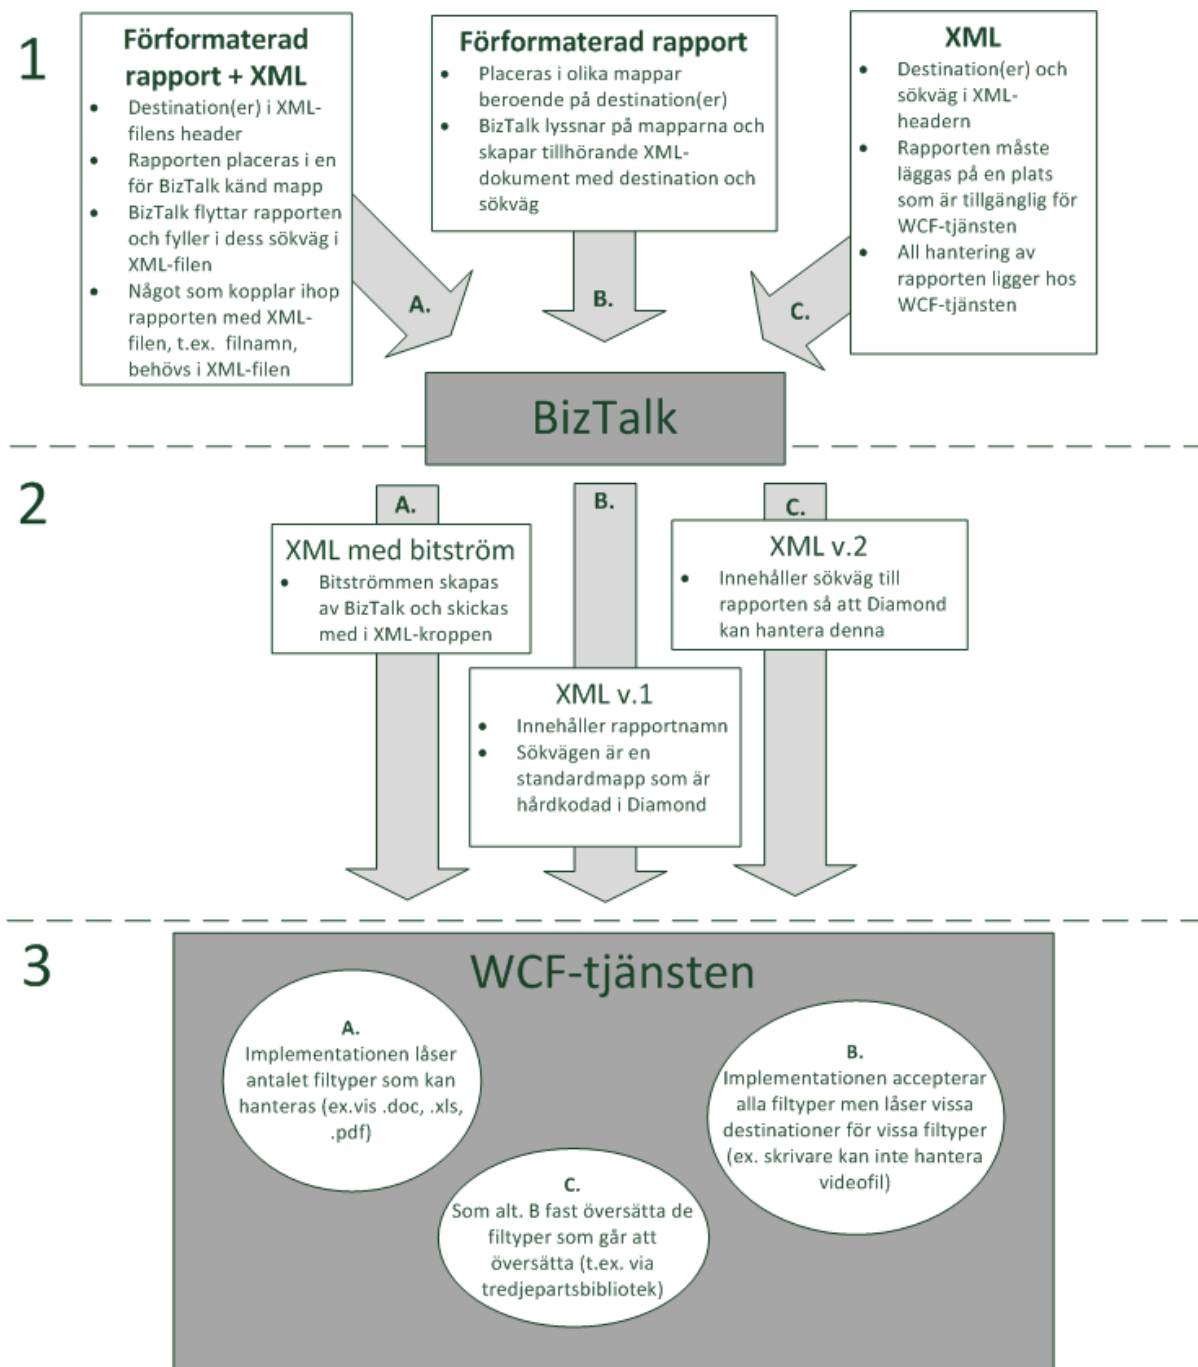 1
Förformaterad
rapport + XML
• Destination(er) i XML-
filens header
• Rapporten placeras i en
för BizTalk känd mapp
• BizTalk flyttar rapporten
och fyller i dess sökväg i
XML-filen
• Något som kopplar ihop
rapporten med XML-
filen, t.ex. filnamn,
behövs i XML-filen
Förformaterad rapport
• Placeras i olika mappar
beroende på destination(er)
• BizTalk lyssnar på mapparna och
skapar tillhörande XML-
dokument med destination och
sökväg
XML
• Destination(er) och
sökväg i XML-
headern
• Rapporten måste
läggas på en plats
som är tillgänglig för
WCF-tjänsten
• All hantering av
rapporten ligger hos
WCF-tjänsten
A.
B.
C.
BizTalk
2
A.
B.
C.
XML med bitström
• Bitströmmen skapas
av BizTalk och skickas
med i XML-kroppen
XML v.2
• Innehåller sökväg till
rapporten så att Diamond
kan hantera denna
XML v.1
• Innehåller rapportnamn
• Sökvägen är en
standardmapp som är
hårdkodad i Diamond
3
WCF-tjänsten
A.
Implementationen låser
antalet filtyper som kan
hanteras (ex.vis .doc, .xls,
.pdf)
B.
Implementationen accepterar
alla filtyper men låser vissa
destinationer för vissa filtyper
(ex. skrivare kan inte hantera
videofil)
C.
Som alt. B fast översätta de
filtyper som går att
översätta (t.ex. via
tredjepartsbibliotek)